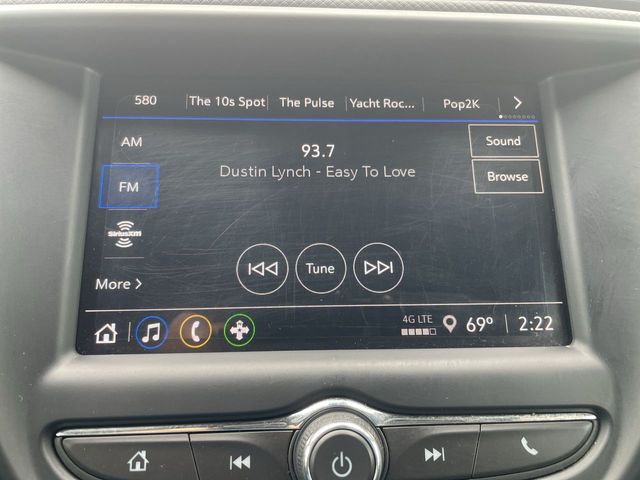 580 The 10s Spot The Pulse Yacht Roc... Pop2K
AM
93.7
Sound
Dustin Lynch - Easy To Love
FM
Browse
SiriusXM
Tune
More
4G LTE
69° 2:22